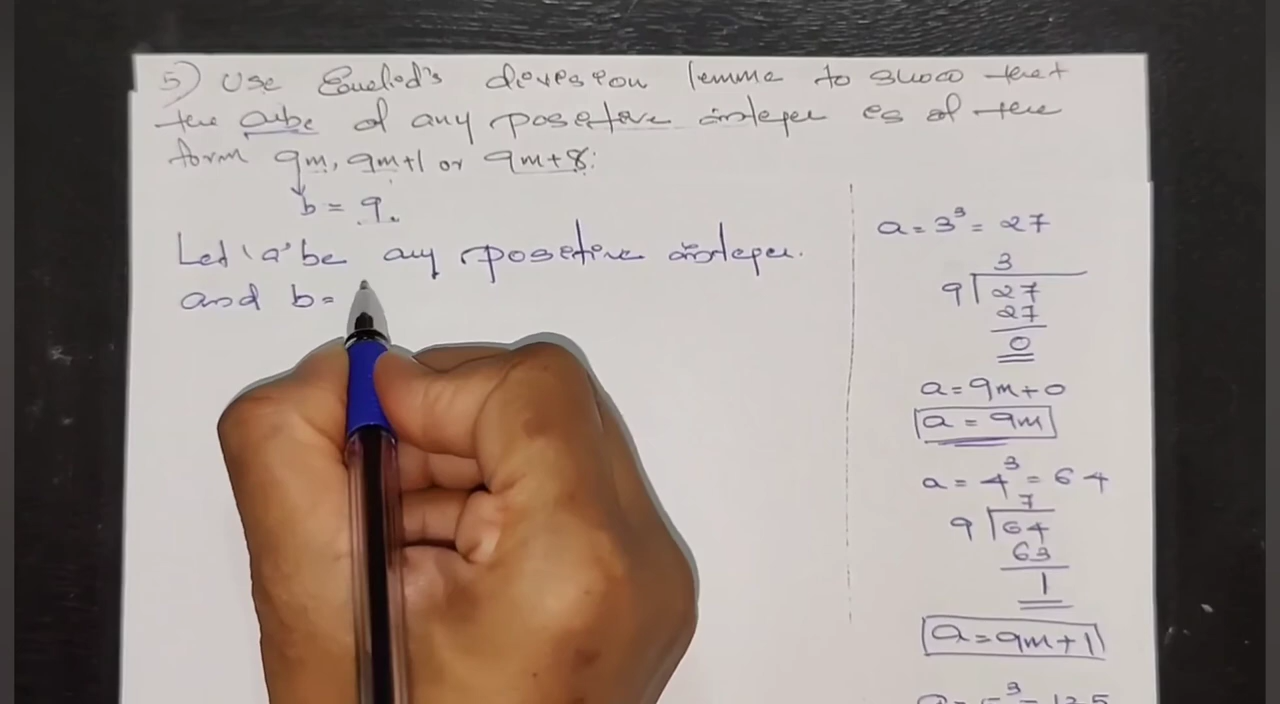 5) Use Euclid's division lemma to show that
the cube of any positive integer is of the
form 9m, 9m+1 or 9m+8.
b = 9.
Let 'a' be any positive integer.
and b=
a = 3³ = 27
3
9 27
27
0
a = 9m+0
a = 9m
a = 4³ = 64
7
9 64
63
1
a = 9m+1